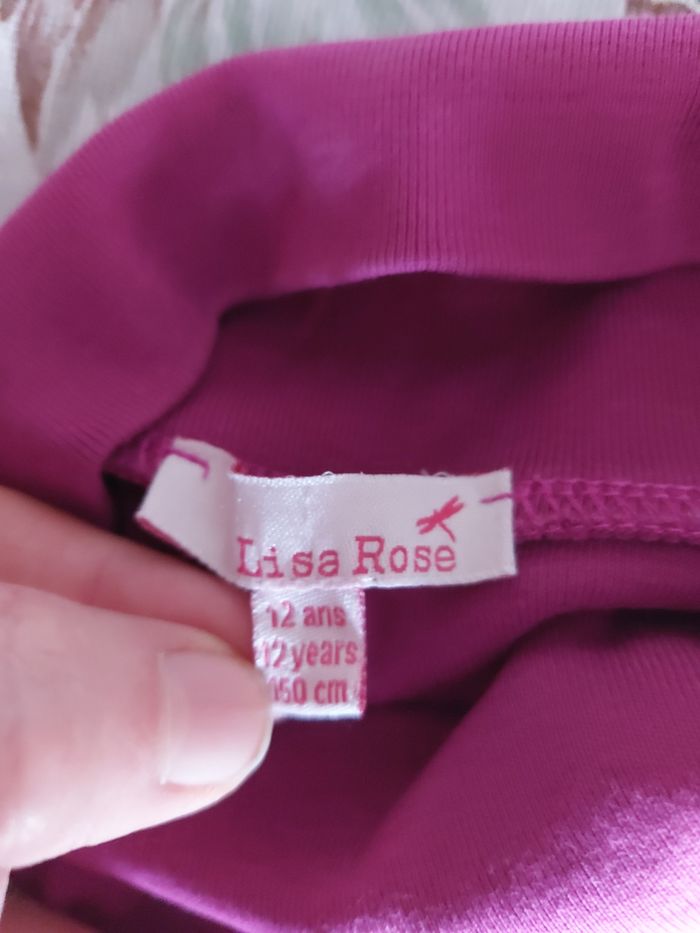 Lisa Rose
12 ans
12 years
150 cm